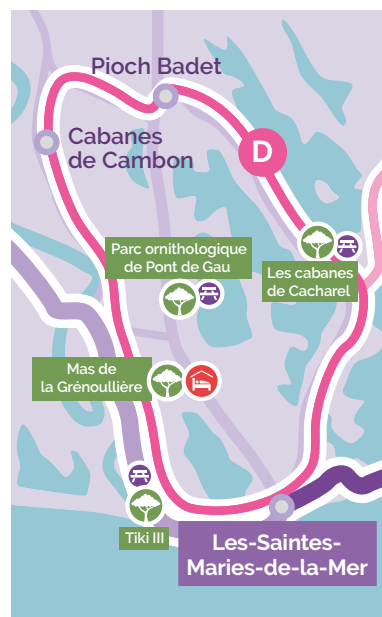 Pioch Badet
Cabanes
de Cambon
D
Parc ornithologique
de Pont de Gau
Les cabanes
de Cacharel
Mas de
la Grénoullière
Tiki III
Les-Saintes-
Maries-de-la-Mer